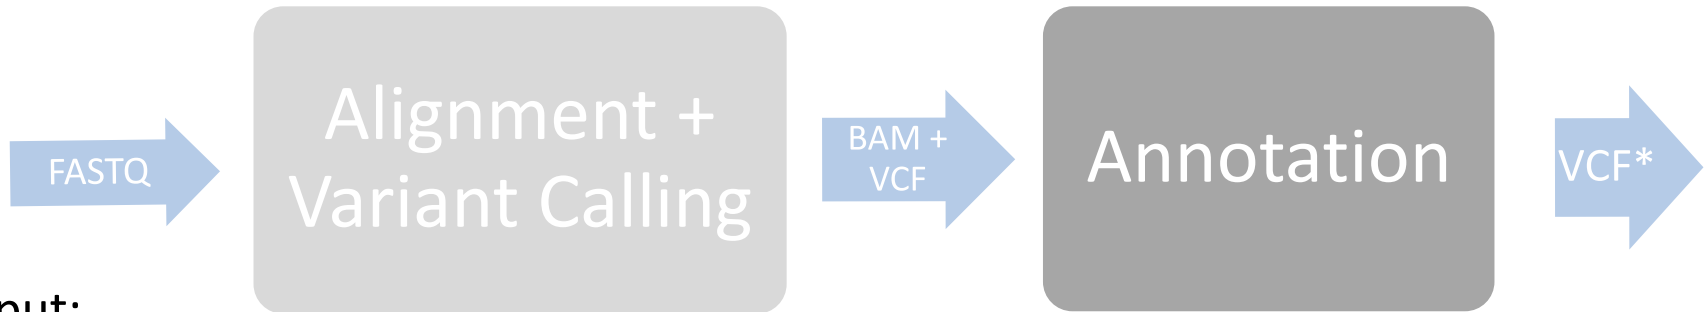 FASTQ
Alignment +
Variant Calling
BAM +
VCF
Annotation
VCF*